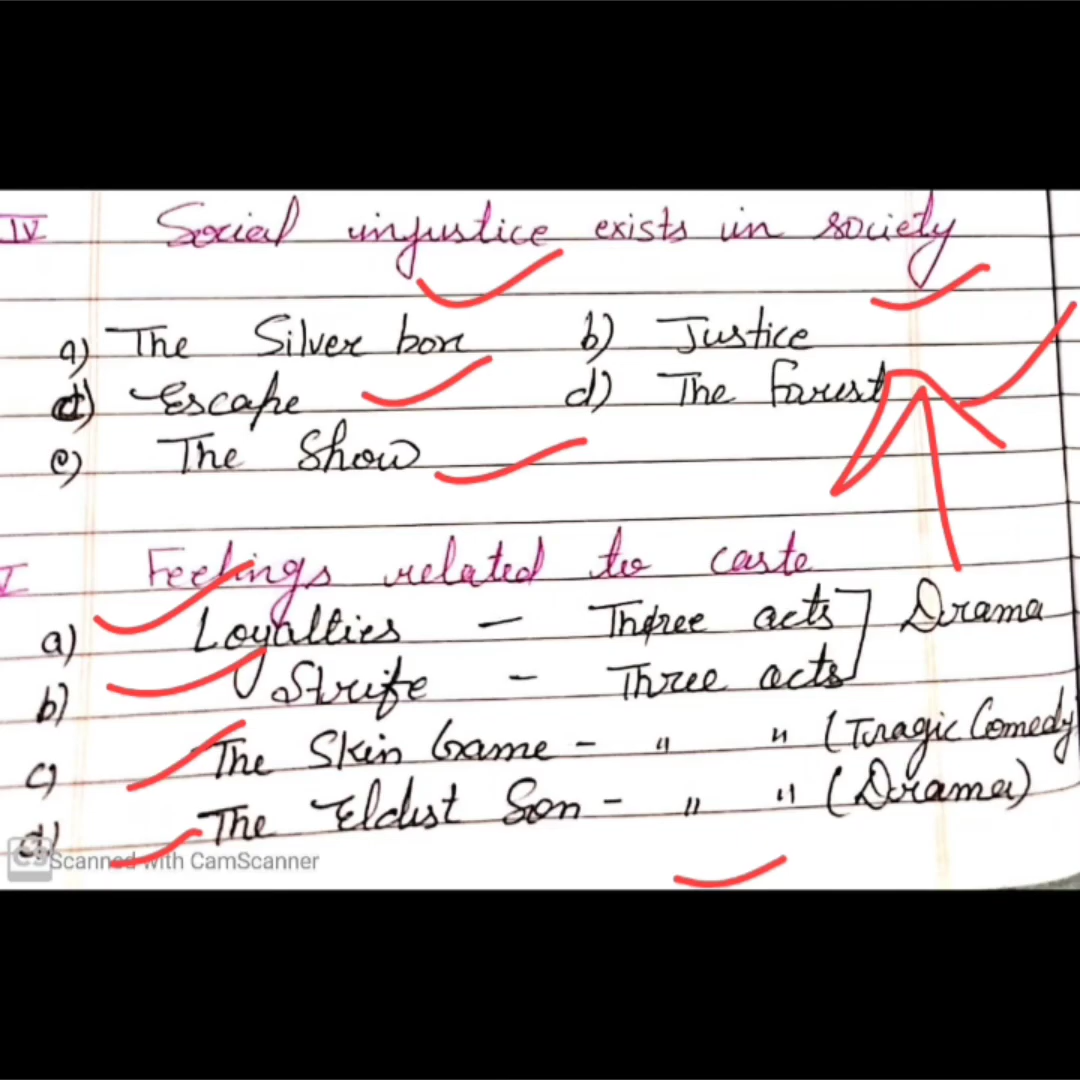 IV Social injustice exists in society
a) The Silver box b) Justice
c) Escape d) The Forest
e) The Show
V Feelings related to caste
a) Loyalties - Three acts ] Drama
b) Strife - Three acts
c) The Skin Game - " " (Tragic Comedy
d) The Eldest Son - " " (Drama)
CS Scanned with CamScanner